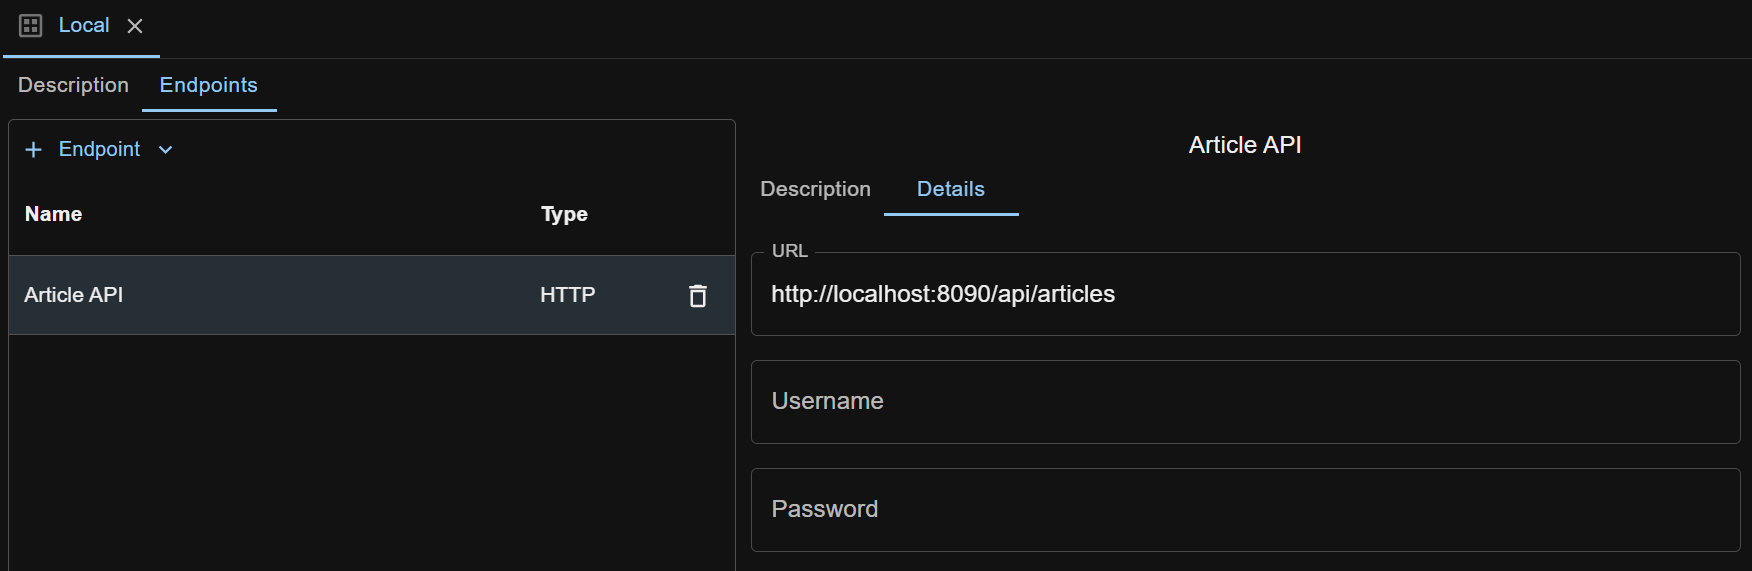 Local
Description Endpoints
Endpoint
Name Type
Article API HTTP
Article API
Description Details
URL
http://localhost:8090/api/articles
Username
Password